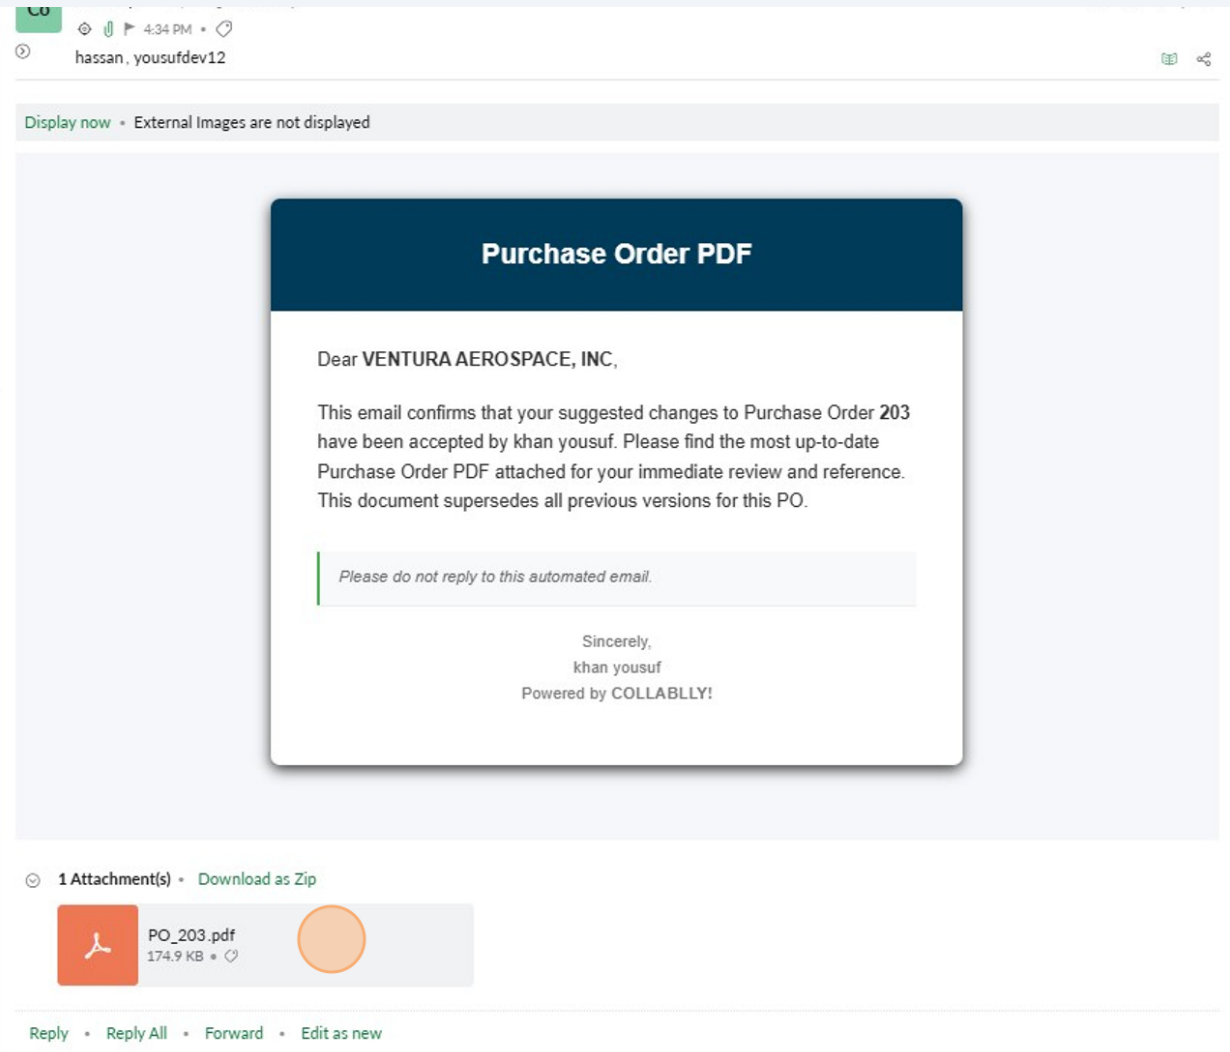 Co
4:34 PM
hassan, yousufdev12
Display now • External Images are not displayed
Purchase Order PDF
Dear VENTURA AEROSPACE, INC,
This email confirms that your suggested changes to Purchase Order 203
have been accepted by khan yousuf. Please find the most up-to-date
Purchase Order PDF attached for your immediate review and reference.
This document supersedes all previous versions for this PO.
Please do not reply to this automated email.
Sincerely,
khan yousuf
Powered by COLLABLLY!
1 Attachment(s) • Download as Zip
PO_203.pdf
174.9 KB
Reply • Reply All • Forward • Edit as new